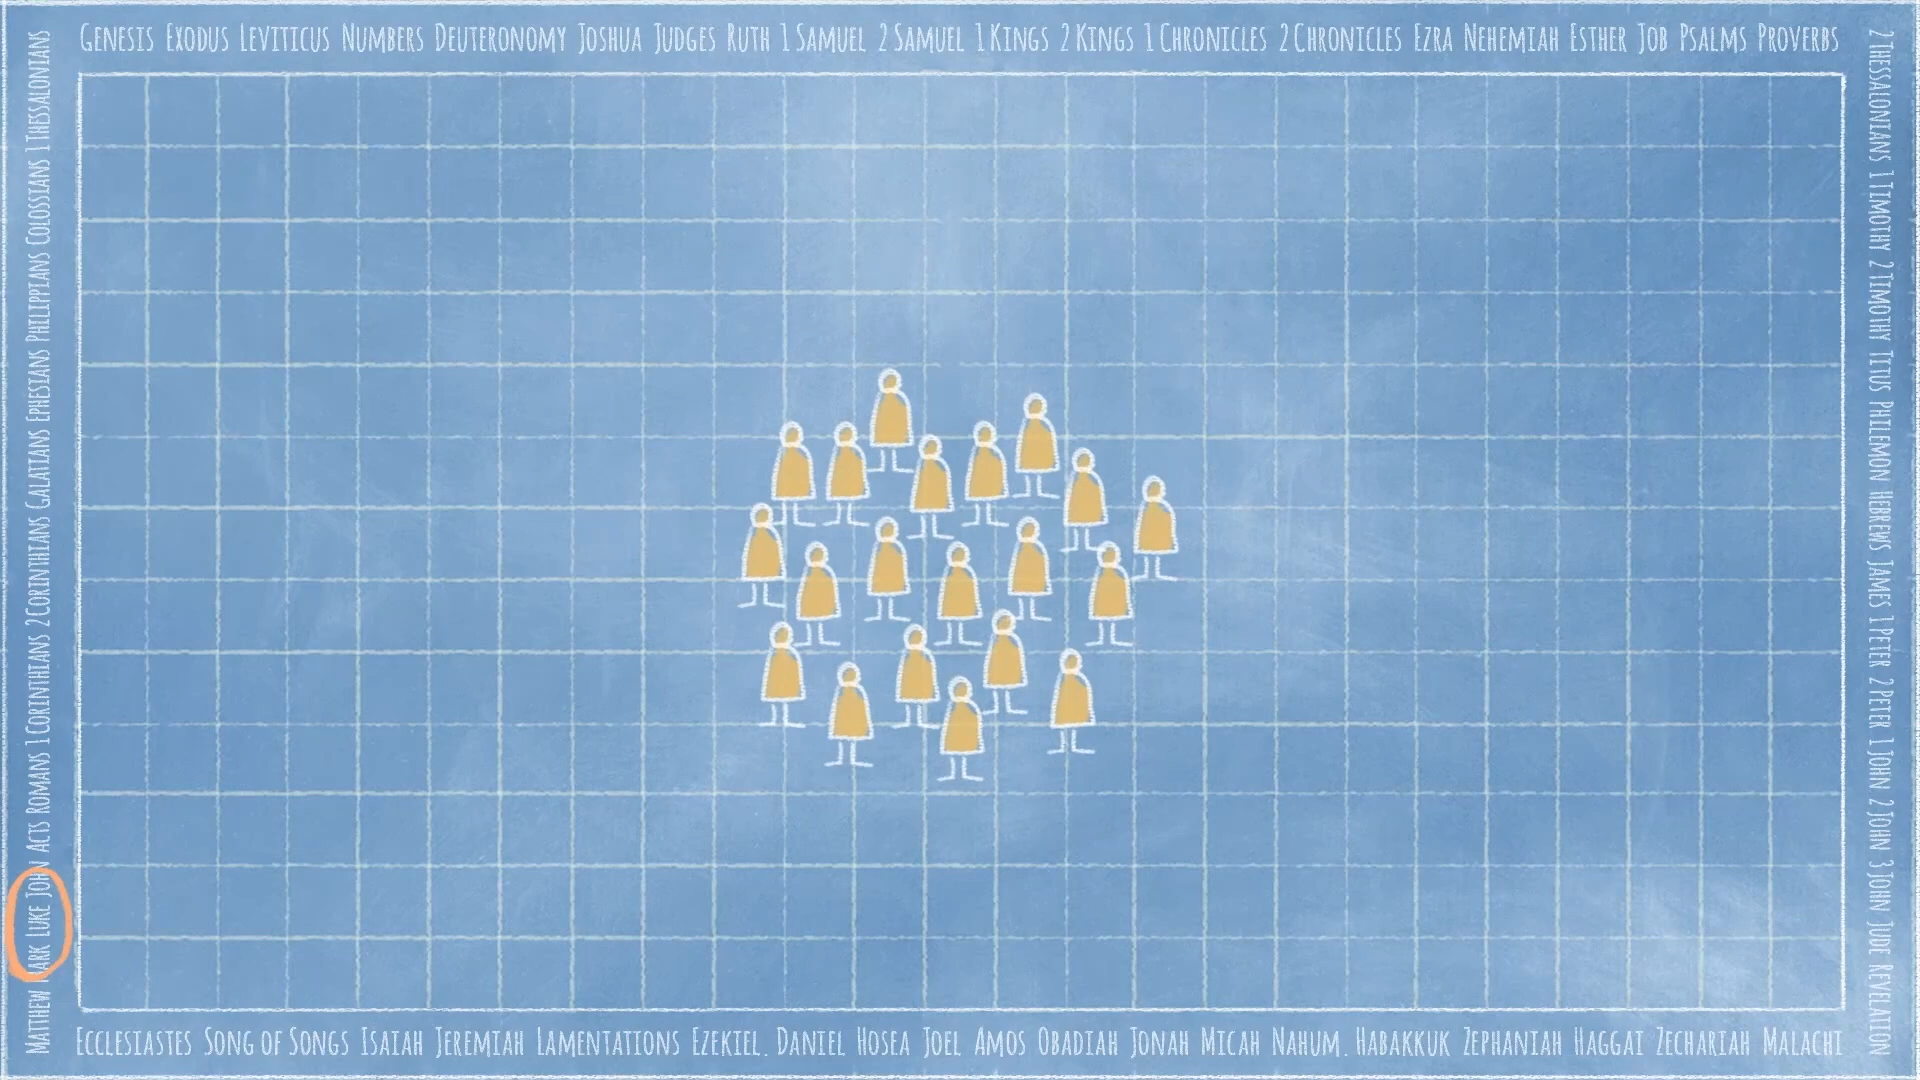 Genesis Exodus Leviticus Numbers Deuteronomy Joshua Judges Ruth 1 Samuel 2 Samuel 1 Kings 2 Kings 1 Chronicles 2 Chronicles Ezra Nehemiah Esther Job Psalms Proverbs
Ecclesiastes Song of Songs Isaiah Jeremiah Lamentations Ezekiel. Daniel Hosea Joel Amos Obadiah Jonah Micah Nahum. Habakkuk Zephaniah Haggai Zechariah Malachi
Matthew Mark Luke John Acts Romans 1 Corinthians 2 Corinthians Galatians Ephesians Philippians Colossians 1 Thessalonians
2 Thessalonians 1 Timothy 2 Timothy Titus Philemon Hebrews James 1 Peter 2 Peter 1 John 2 John 3 John Jude Revelation